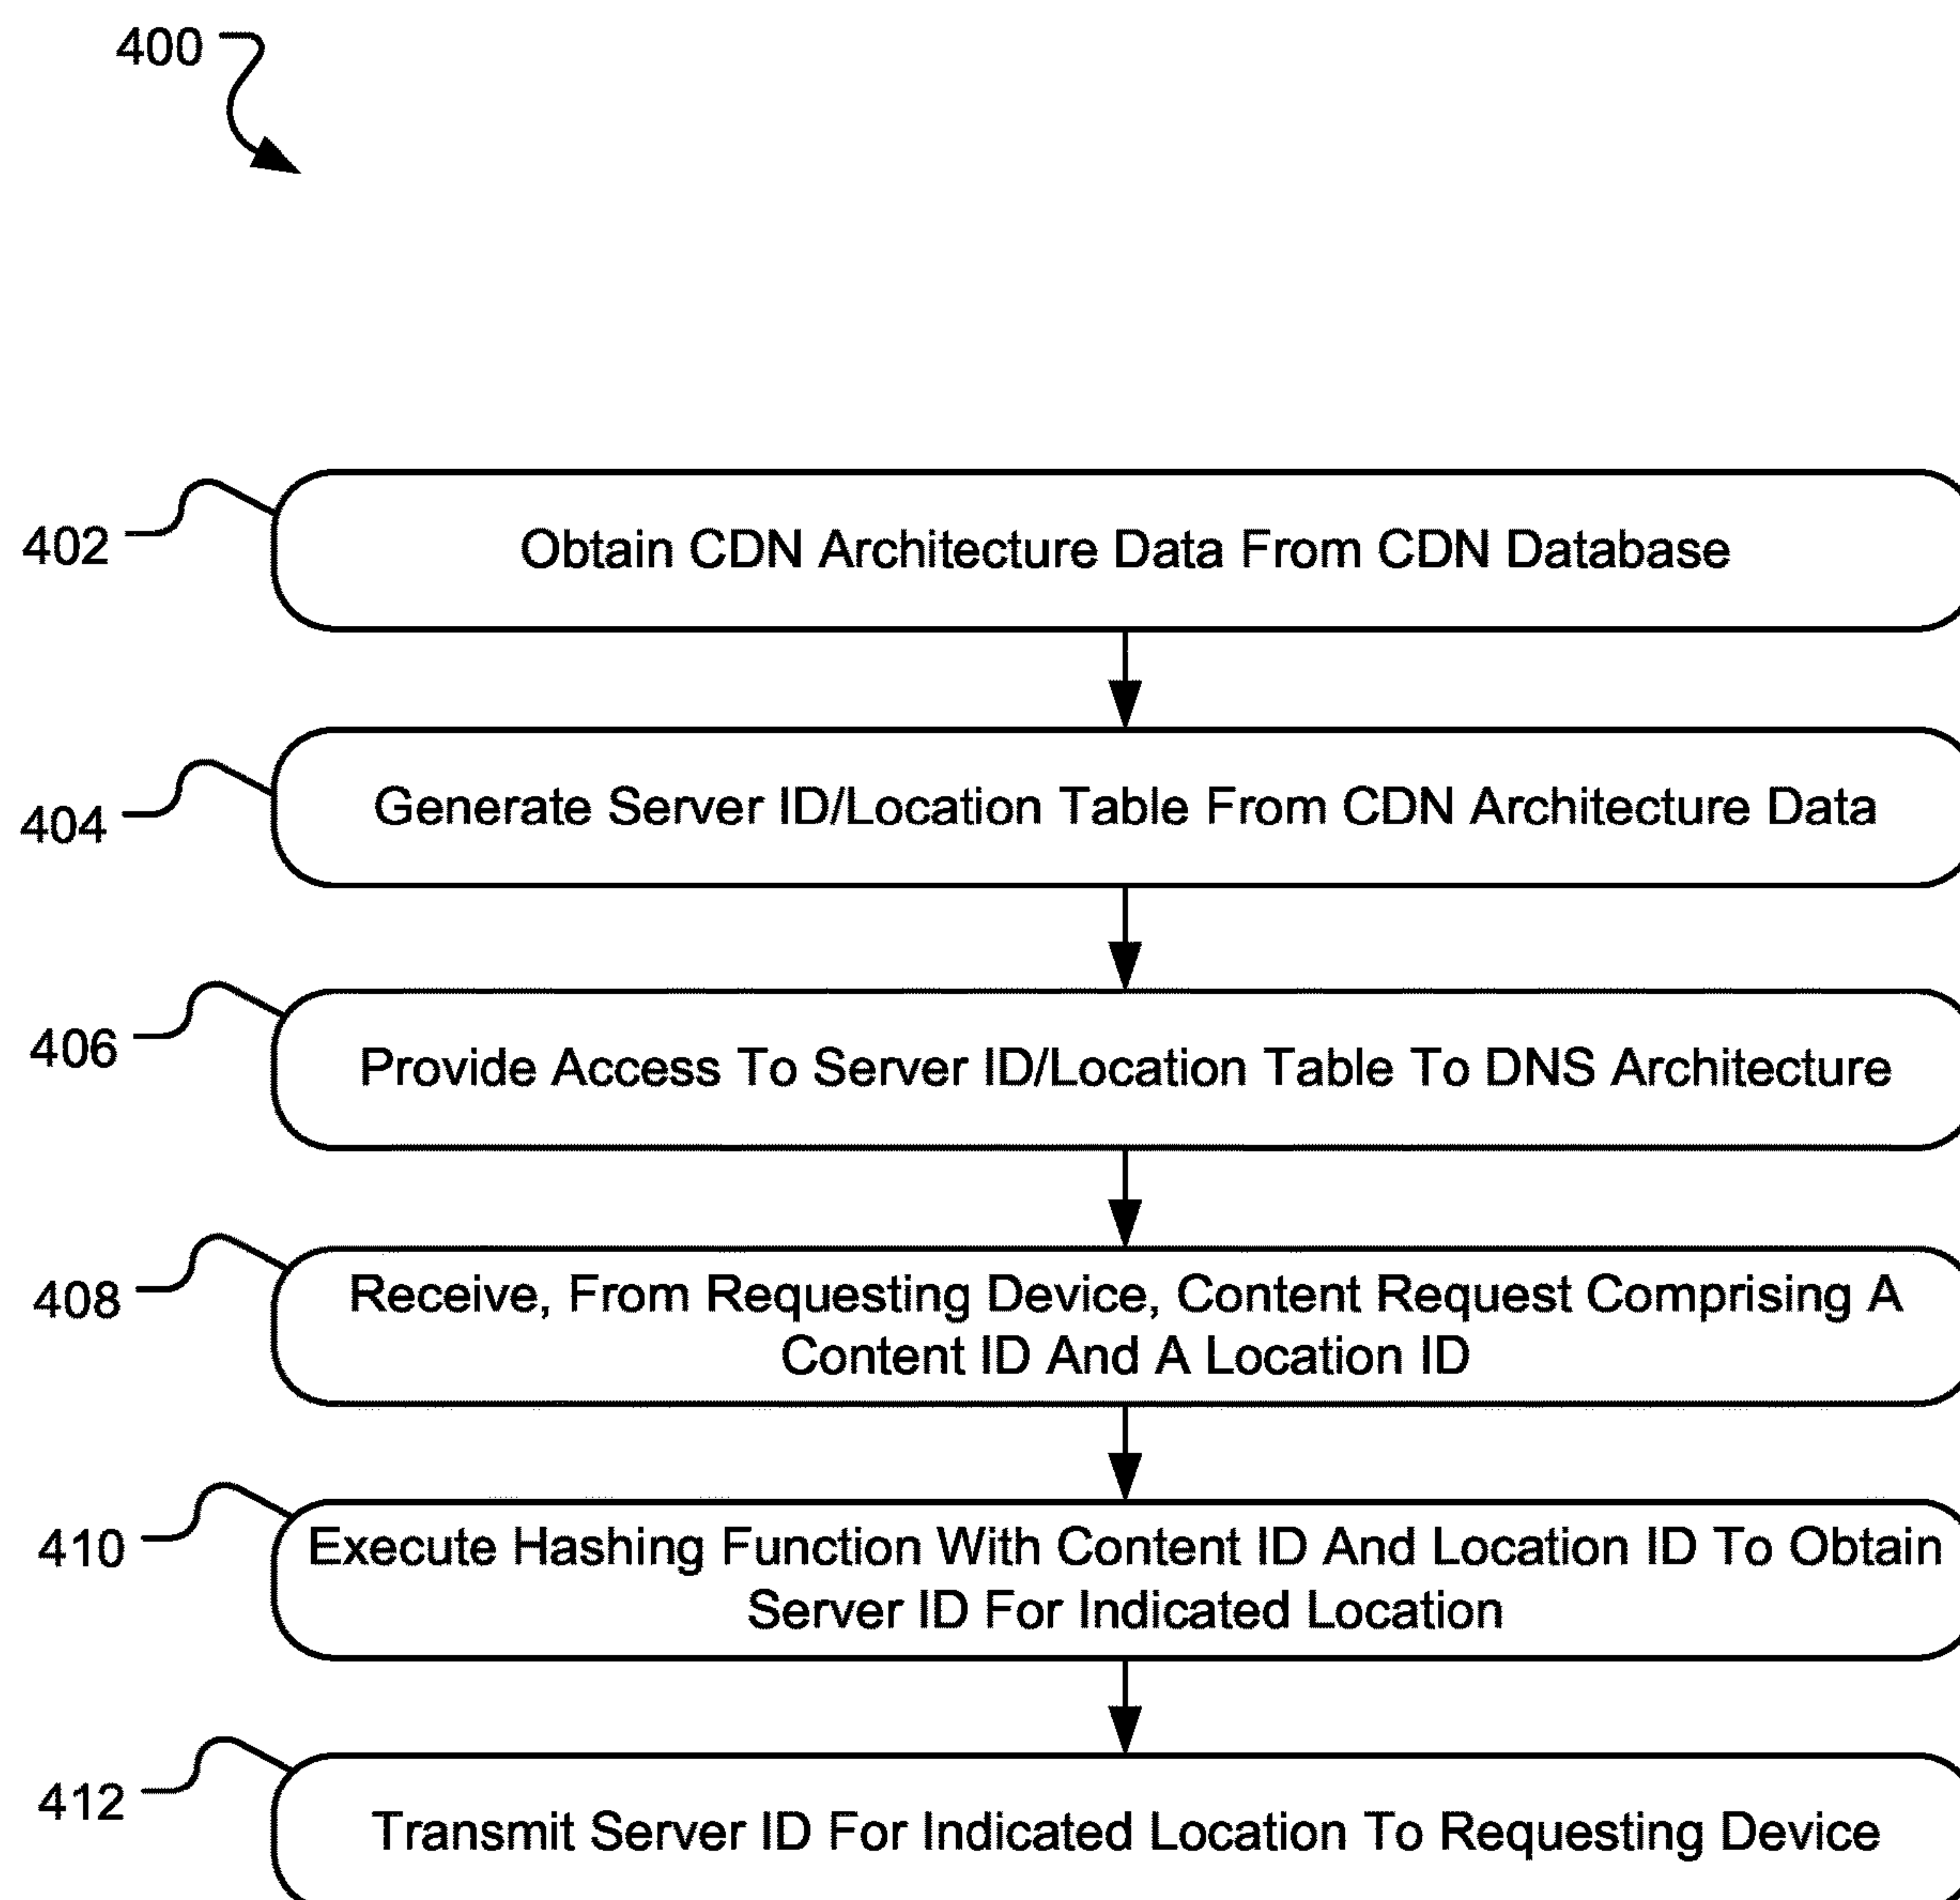 400
402
Obtain CDN Architecture Data From CDN Database
404
Generate Server ID/Location Table From CDN Architecture Data
406
Provide Access To Server ID/Location Table To DNS Architecture
408
Receive, From Requesting Device, Content Request Comprising A
Content ID And A Location ID
410
Execute Hashing Function With Content ID And Location ID To Obtain
Server ID For Indicated Location
412
Transmit Server ID For Indicated Location To Requesting Device